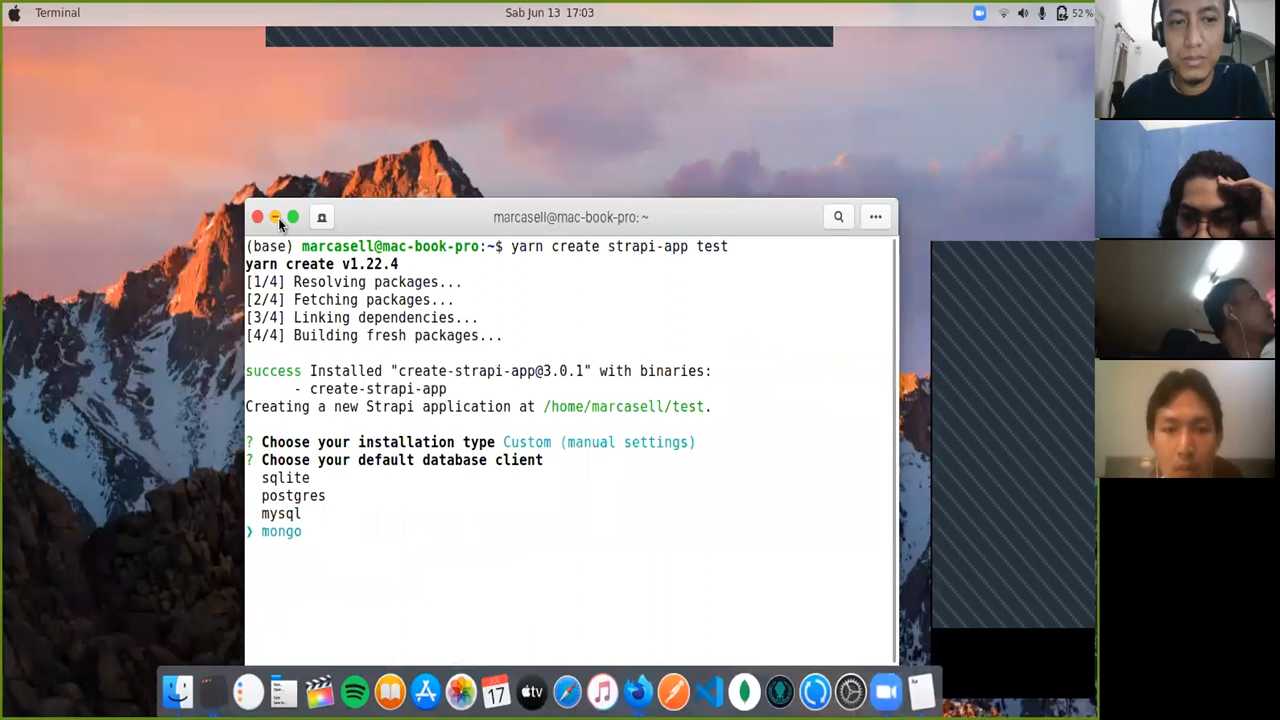 Terminal
Sab Jun 13 17:03
52 %
marcasell@mac-book-pro: ~
(base) marcasell@mac-book-pro:~$ yarn create strapi-app test
yarn create v1.22.4
[1/4] Resolving packages...
[2/4] Fetching packages...
[3/4] Linking dependencies...
[4/4] Building fresh packages...
success Installed "create-strapi-app@3.0.1" with binaries:
- create-strapi-app
Creating a new Strapi application at /home/marcasell/test.
? Choose your installation type Custom (manual settings)
? Choose your default database client
sqlite
postgres
mysql
❯ mongo
17
tv